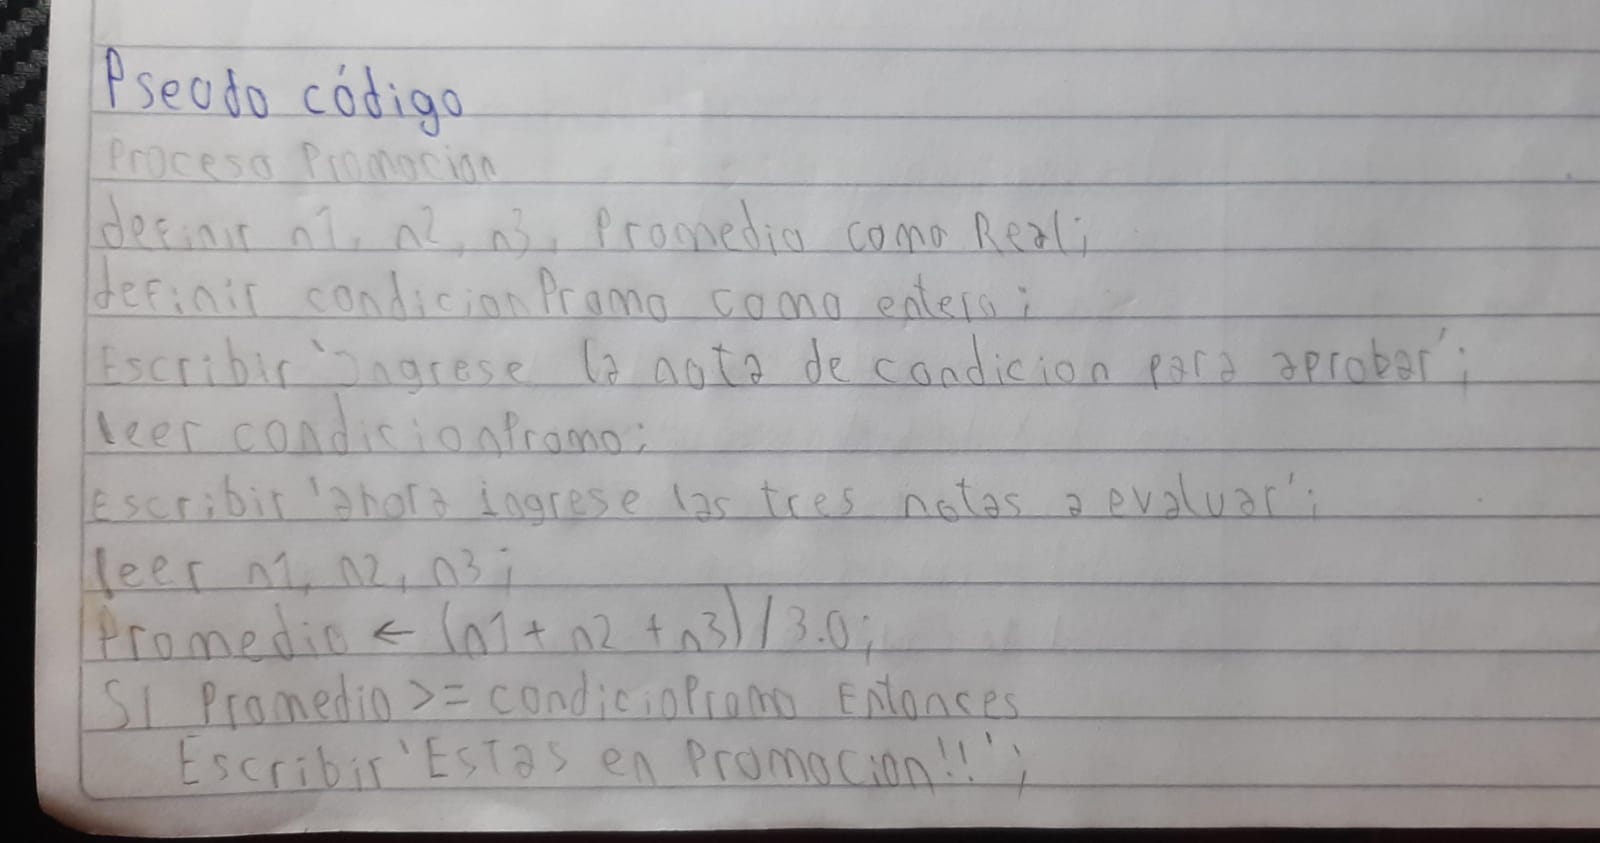 Pseodo código
Proceso Promocion
definir n1, n2, n3, Promedio como Real;
definir condicionPromo como entero;
Escribir 'Ingrese la nota de condicion para aprobar';
leer condicionPromo;
Escribir 'ahora ingrese las tres notas a evaluar';
leer n1, n2, n3;
Promedio ← (n1 + n2 + n3) / 3.0;
SI Promedio >= condicioPromo Entonces
Escribir 'Estas en Promocion!!';